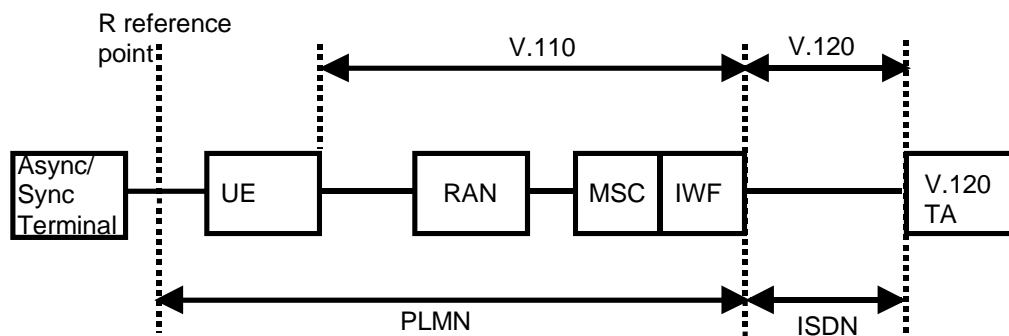 R reference
point
V.110
V.120
Async/
Sync
Terminal
UE
RAN
MSC
IWF
V.120
TA
PLMN
ISDN